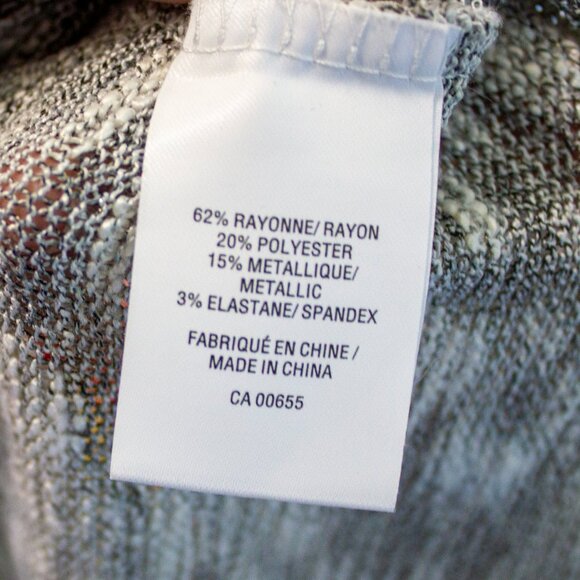 62% RAYONNE/ RAYON
20% POLYESTER
15% METALLIQUE/
METALLIC
3% ELASTANE/ SPANDEX
FABRIQUÉ EN CHINE /
MADE IN CHINA
CA 00655